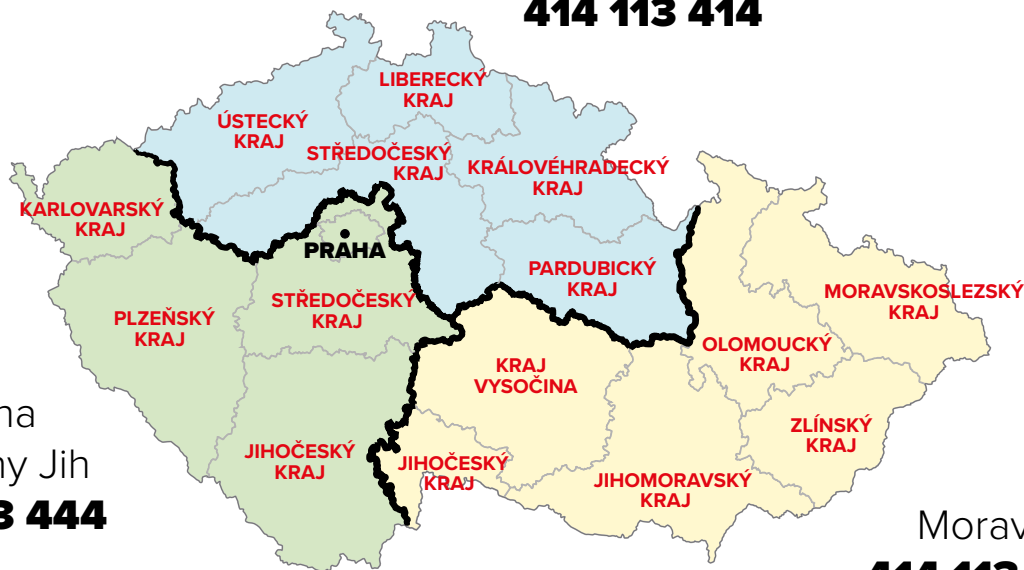 414 113 414
LIBERECKÝ
KRAJ
ÚSTECKÝ
KRAJ
STŘEDOČESKÝ
KRAJ
KRÁLOVÉHRADECKÝ
KRAJ
KARLOVARSKÝ
KRAJ
PRAHA
PARDUBICKÝ
KRAJ
STŘEDOČESKÝ
KRAJ
MORAVSKOSLEZSKÝ
KRAJ
PLZEŇSKÝ
KRAJ
OLOMOUCKÝ
KRAJ
KRAJ
VYSOČINA
ZLÍNSKÝ
KRAJ
JIHOČESKÝ
KRAJ
JIHOČESKÝ
KRAJ
JIHOMORAVSKÝ
KRAJ
na
ny Jih
3 444
Morav
414 113